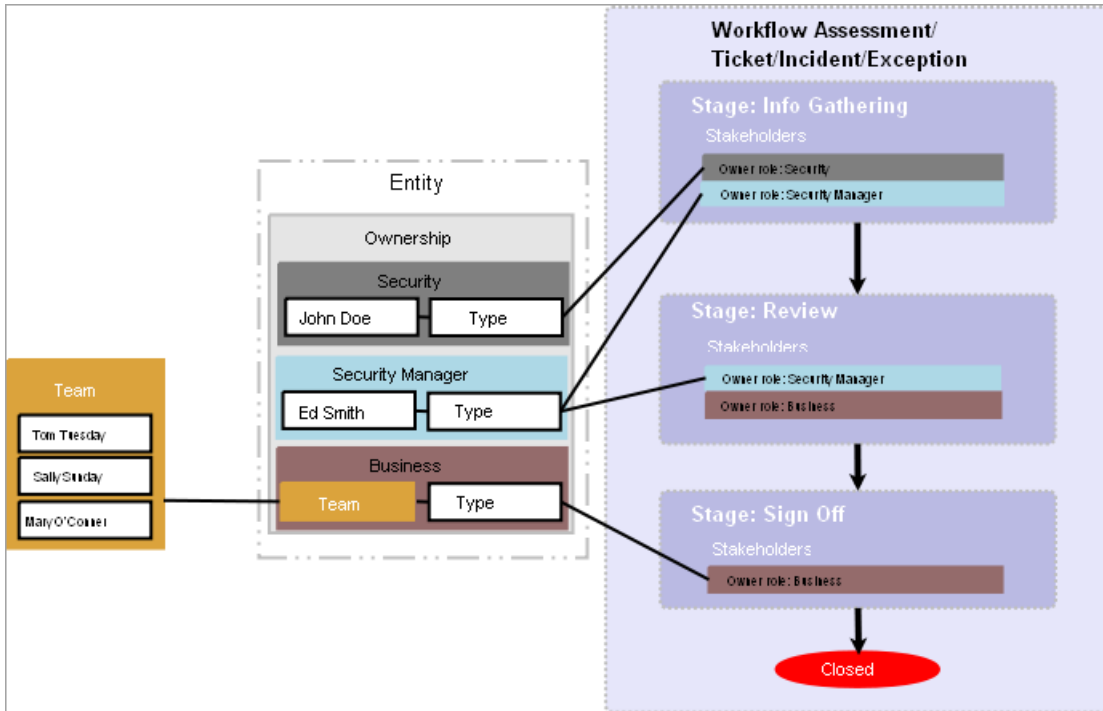 Workflow Assessment/
Ticket/Incident/Exception
Stage: Info Gathering
Stakeholders
Owner role: Security
Owner role: Security Manager
Entity
Ownership
Security
John Doe
Type
Security Manager
Ed Smith
Type
Business
Team
Type
Team
Tom Tuesday
Sally Sunday
Mary O'Conner
Stage: Review
Stakeholders
Owner role: Security Manager
Owner role: Business
Stage: Sign Off
Stakeholders
Owner role: Business
Closed